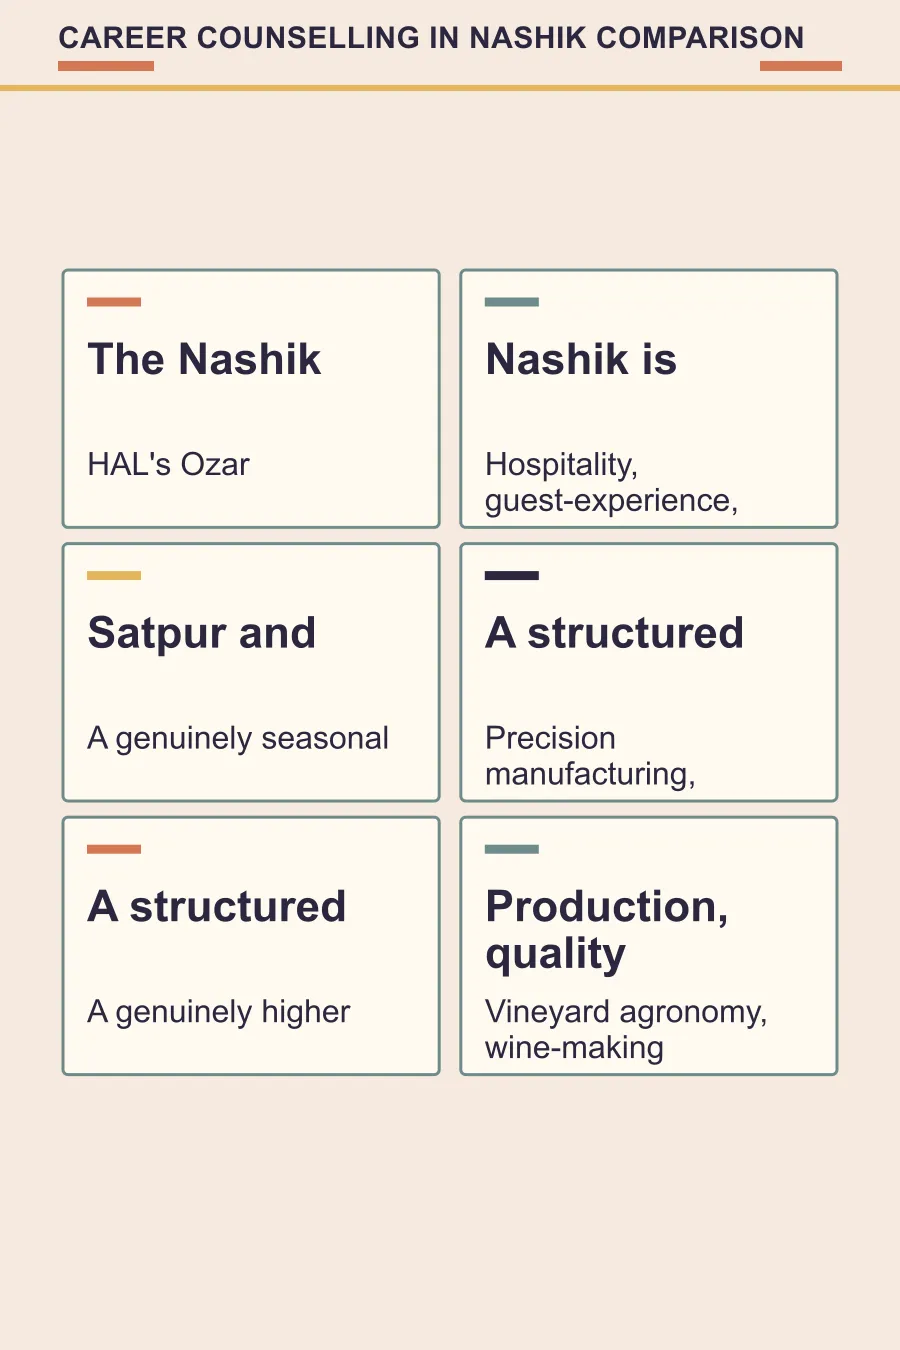 CAREER COUNSELLING IN NASHIK COMPARISON
The Nashik
HAL's Ozar
Nashik is
Hospitality,
guest-experience,
Satpur and
A genuinely seasonal
A structured
Precision
manufacturing,
A structured
A genuinely higher
Production,
quality
Vineyard agronomy,
wine-making